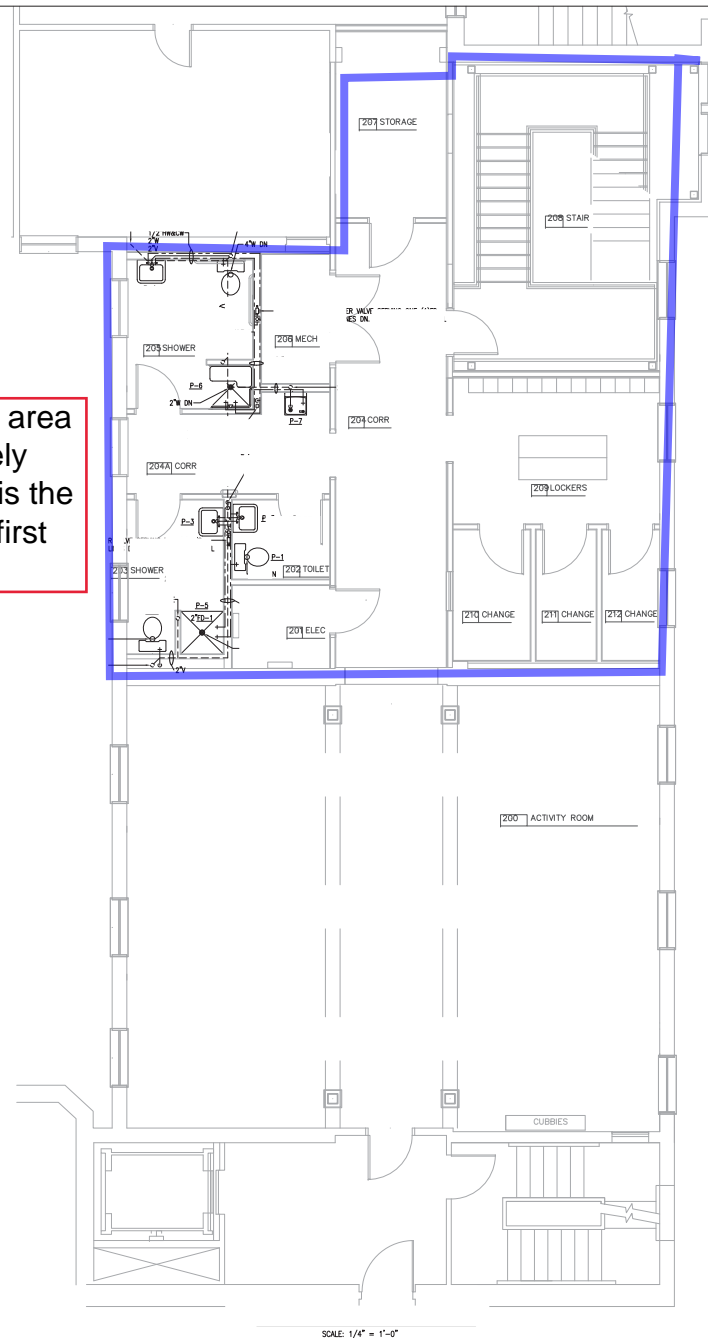 207 STORAGE
208 STAIR
1/2 HW&CW
2"W
2"V
4"W DN
206 MECH
205 SHOWER
P-6
2"W DN
P-7
area
ely
is the
first
204 CORR
204A CORR
209 LOCKERS
P-3
P-1
203 SHOWER
202 TOILET
N
L
P-5
2"FD-1
201 ELEC
2"V
210 CHANGE
211 CHANGE
212 CHANGE
200 ACTIVITY ROOM
CUBBIES
SCALE: 1/4" = 1'-0"